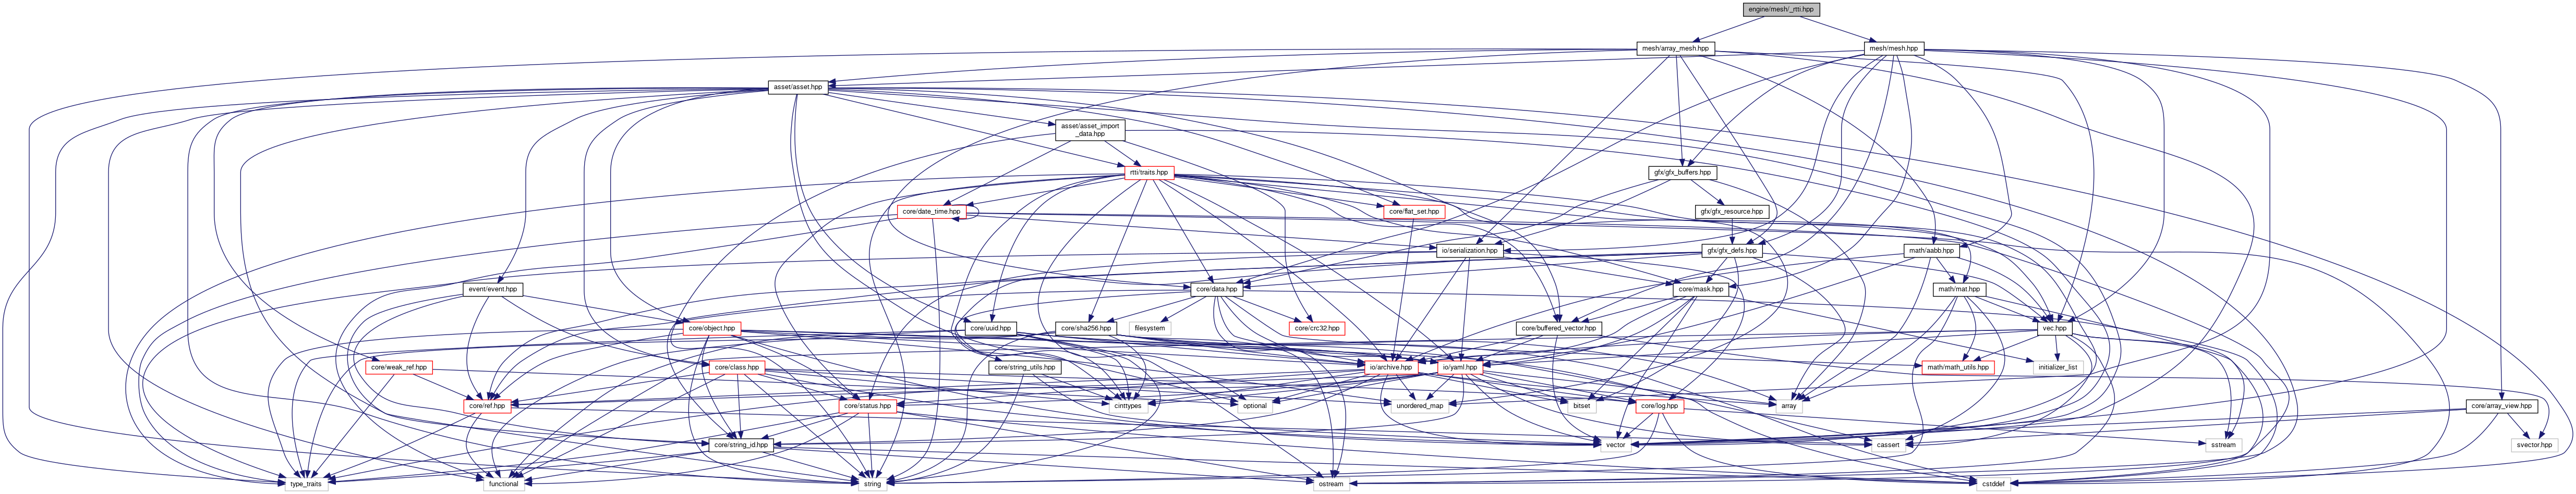 engine/mesh/_rtti.hpp
mesh/array_mesh.hpp
mesh/mesh.hpp
asset/asset.hpp
asset/asset_import
_data.hpp
rtti/traits.hpp
gfx/gfx_buffers.hpp
core/date_time.hpp
core/flat_set.hpp
gfx/gfx_resource.hpp
io/serialization.hpp
gfx/gfx_defs.hpp
math/aabb.hpp
event/event.hpp
core/data.hpp
core/mask.hpp
math/mat.hpp
core/object.hpp
core/uuid.hpp
core/sha256.hpp
filesystem
core/crc32.hpp
core/buffered_vector.hpp
vec.hpp
core/weak_ref.hpp
core/class.hpp
core/string_utils.hpp
io/archive.hpp
io/yaml.hpp
math/math_utils.hpp
initializer_list
core/ref.hpp
core/status.hpp
cinttypes
optional
unordered_map
bitset
core/log.hpp
array
core/array_view.hpp
core/string_id.hpp
vector
cassert
sstream
svector.hpp
type_traits
functional
string
ostream
cstddef